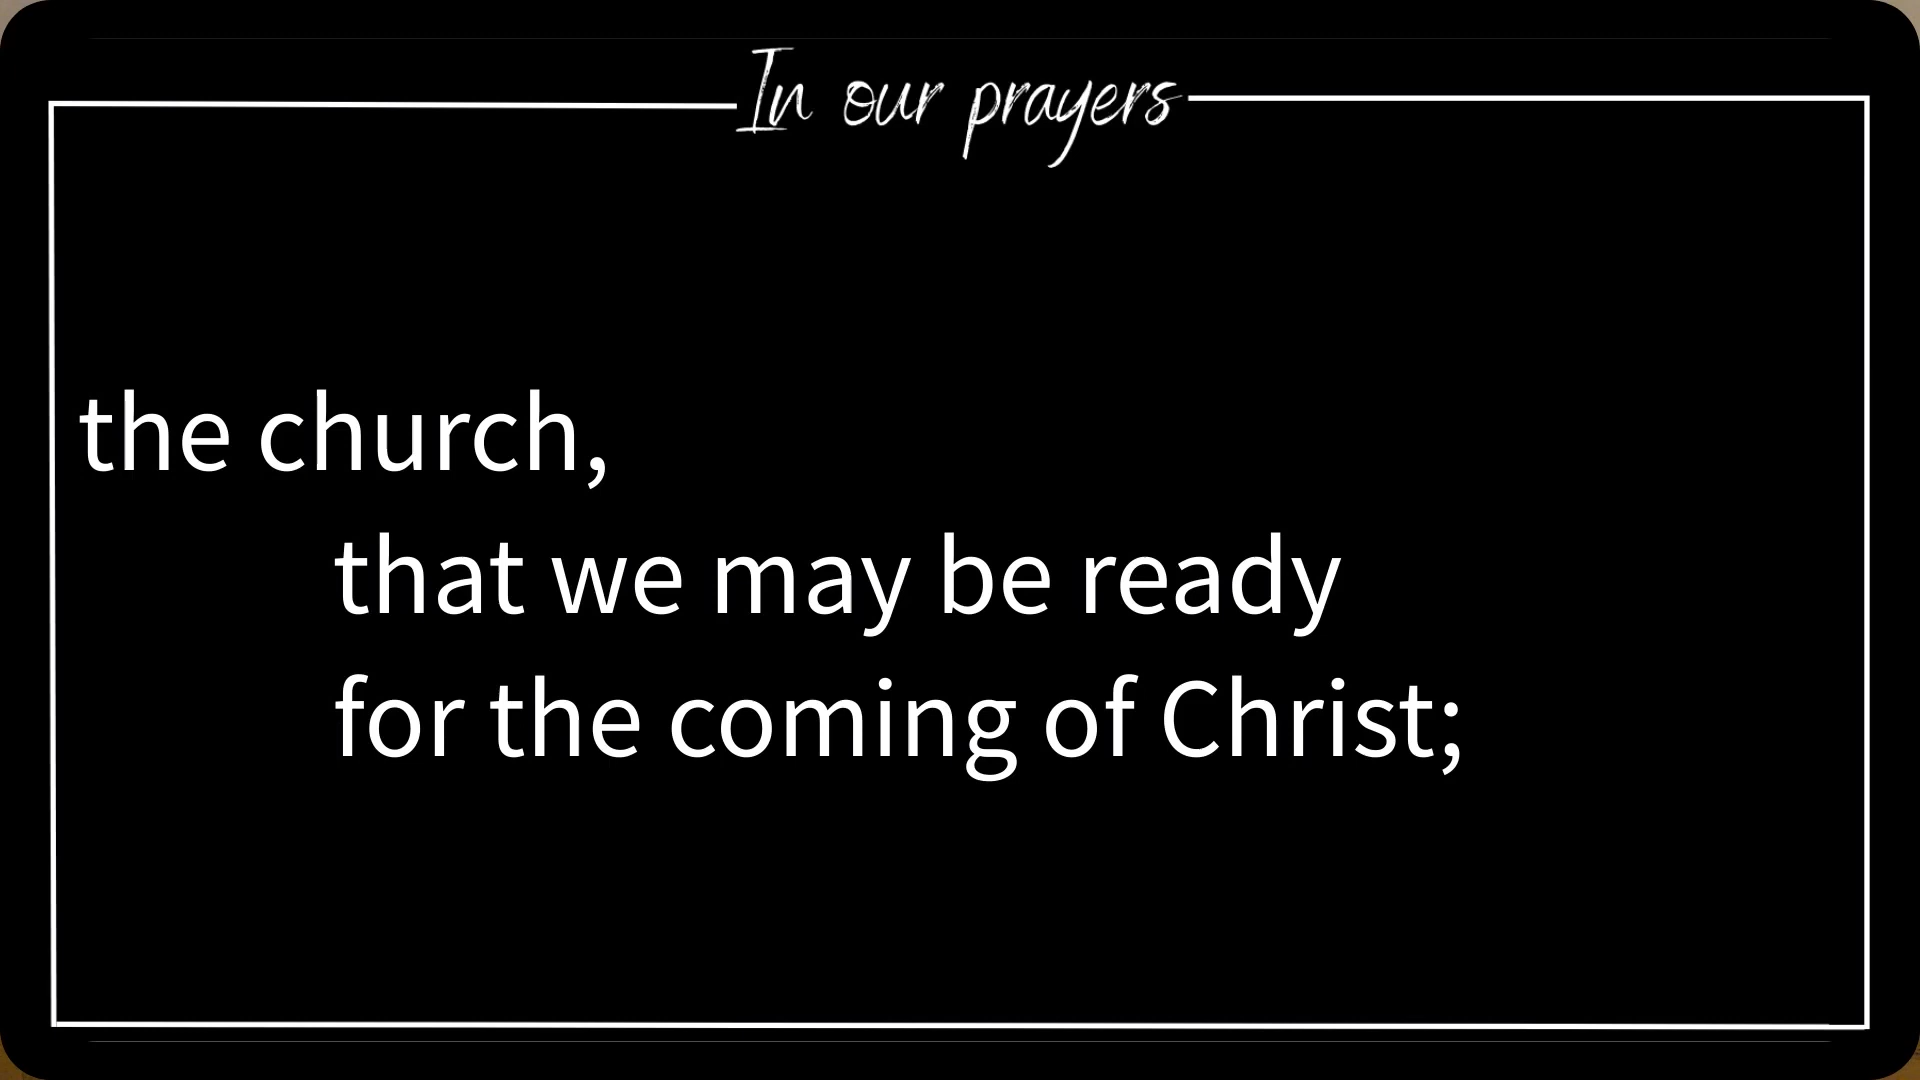 In our prayers
the church,
that we may be ready
for the coming of Christ;